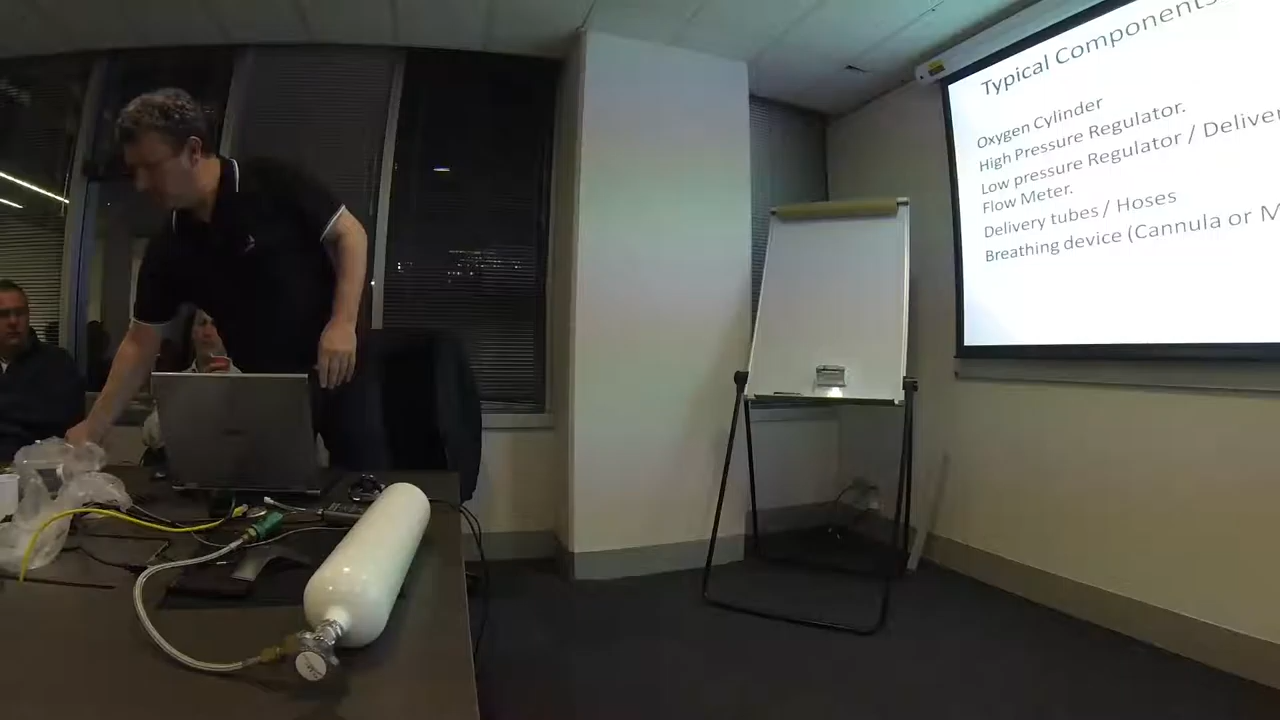 Typical Components
Oxygen Cylinder
High Pressure Regulator.
Low pressure Regulator / Deliver
Flow Meter.
Delivery tubes / Hoses
Breathing device (Cannula or M